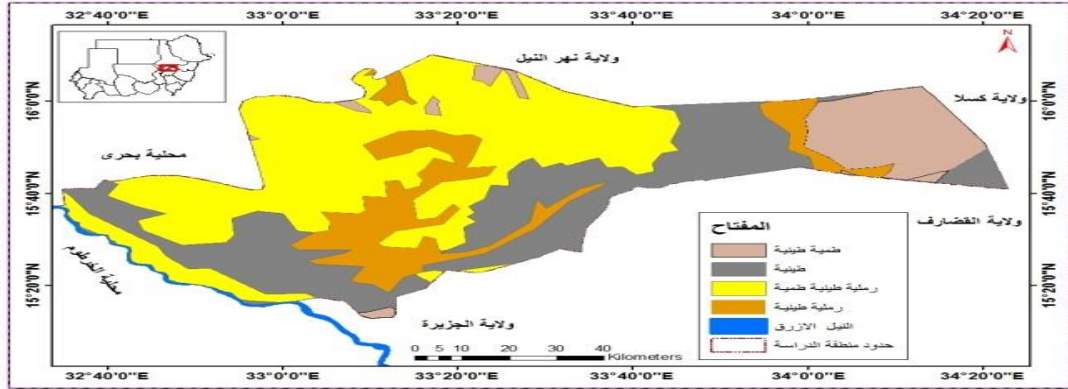 32°40'0"E 33°0'0"E 33°20'0"E 33°40'0"E 34°0'0"E 34°20'0"E
N
ولاية نهر النيل
ولاية كسلا
16°0'0"N
16°0'0"N
محلية بحرى
15°40'0"N
15°40'0"N
ولاية القضارف
المفتاح
طمية طينية
طينية
رملية طينية طمية
رملية طينية
النيل الازرق
حدود منطقة الدراسة
محلية الخرطوم
15°20'0"N
15°20'0"N
ولاية الجزيرة
0 5 10 20 30 40
Kilometers
32°40'0"E 33°0'0"E 33°20'0"E 33°40'0"E 34°0'0"E 34°20'0"E